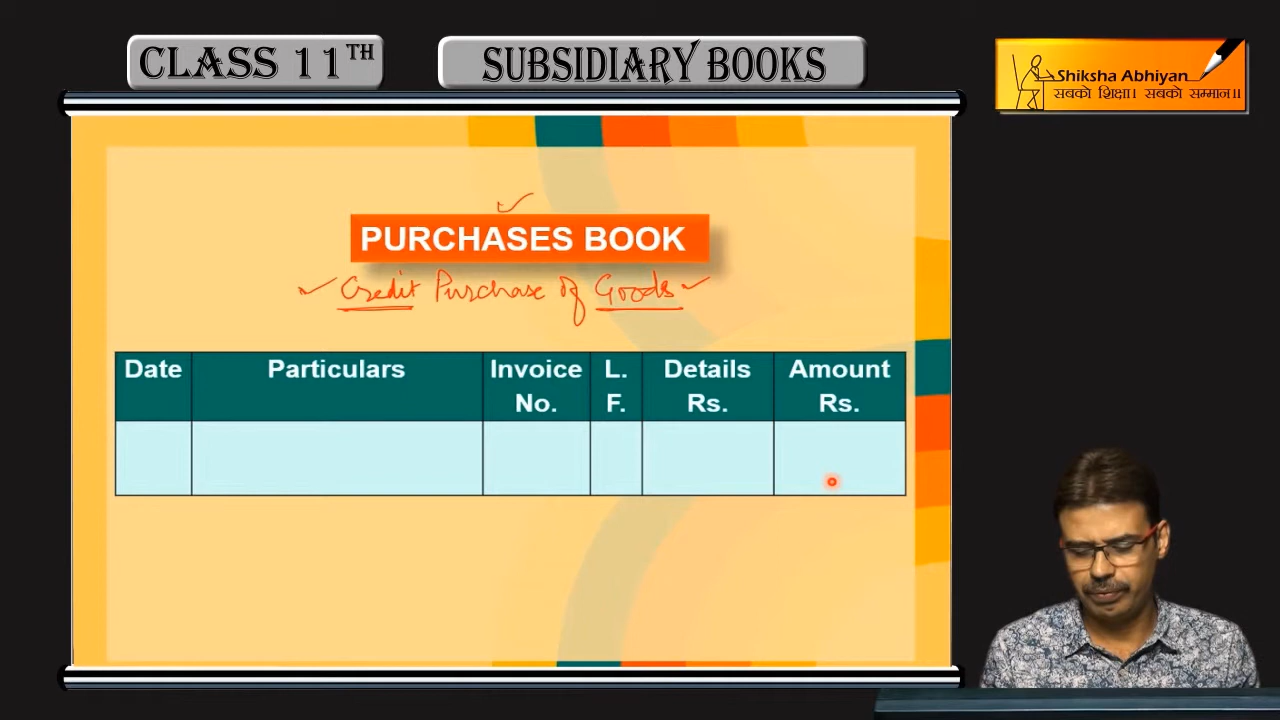 CLASS 11TH
SUBSIDIARY BOOKS
Shiksha Abhiyan
सबको शिक्षा। सबको सम्मान॥
PURCHASES BOOK
Credit Purchase of Goods
Date Particulars Invoice No. L. F. Details Rs. Amount Rs.